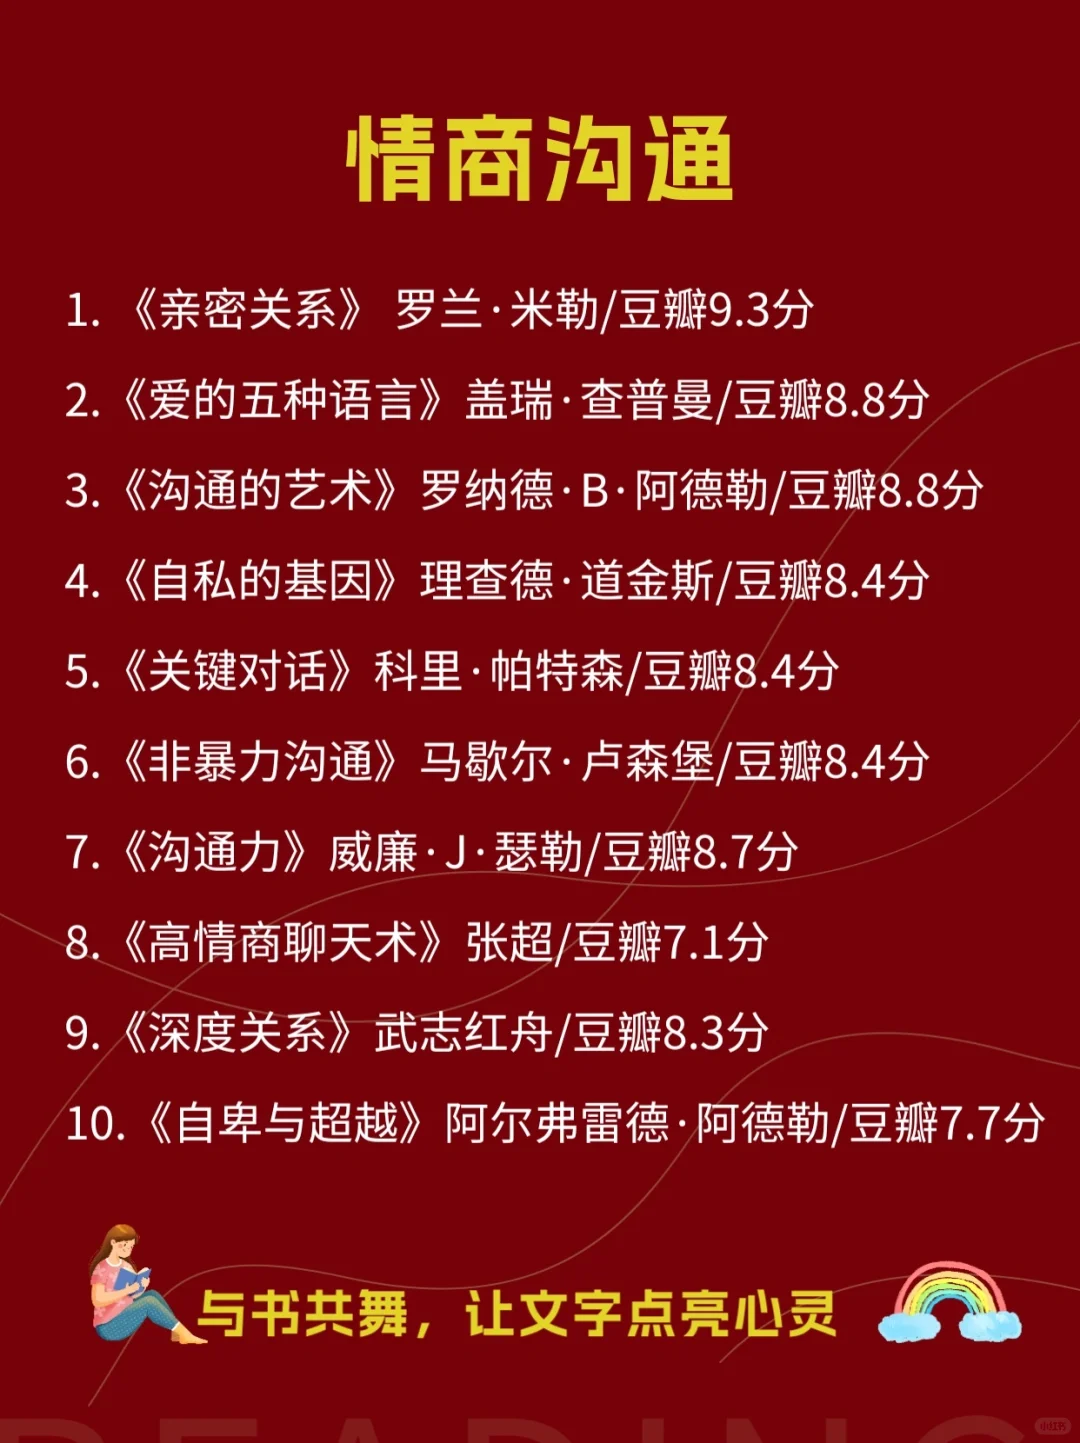 情商沟通
1. 《亲密关系》 罗兰·米勒/豆瓣9.3分
2.《爱的五种语言》盖瑞·查普曼/豆瓣8.8分
3.《沟通的艺术》罗纳德·B·阿德勒/豆瓣8.8分
4.《自私的基因》理查德·道金斯/豆瓣8.4分
5.《关键对话》科里·帕特森/豆瓣8.4分
6.《非暴力沟通》马歇尔·卢森堡/豆瓣8.4分
7.《沟通力》威廉·J·瑟勒/豆瓣8.7分
8.《高情商聊天术》张超/豆瓣7.1分
9.《深度关系》武志红舟/豆瓣8.3分
10.《自卑与超越》阿尔弗雷德·阿德勒/豆瓣7.7分
与书共舞，让文字点亮心灵
READING
小红书